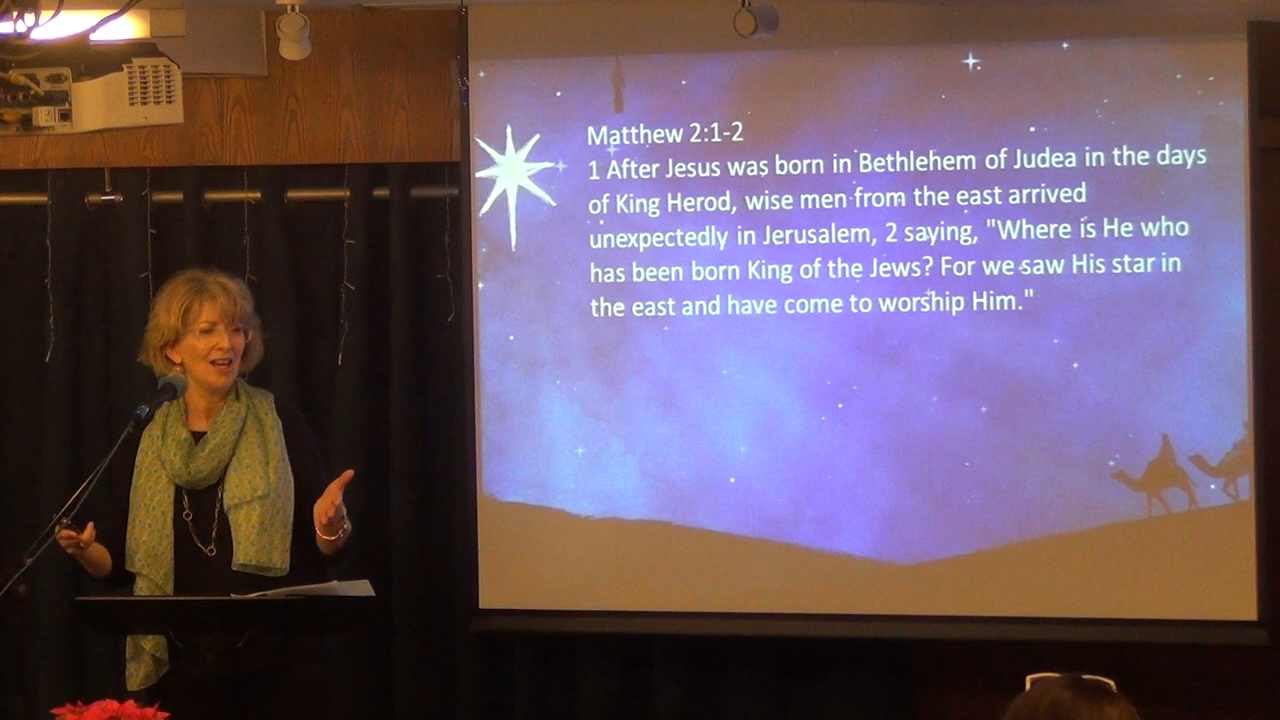 Matthew 2:1-2
1 After Jesus was born in Bethlehem of Judea in the days
of King Herod, wise men from the east arrived
unexpectedly in Jerusalem, 2 saying, "Where is He who
has been born King of the Jews? For we saw His star in
the east and have come to worship Him."